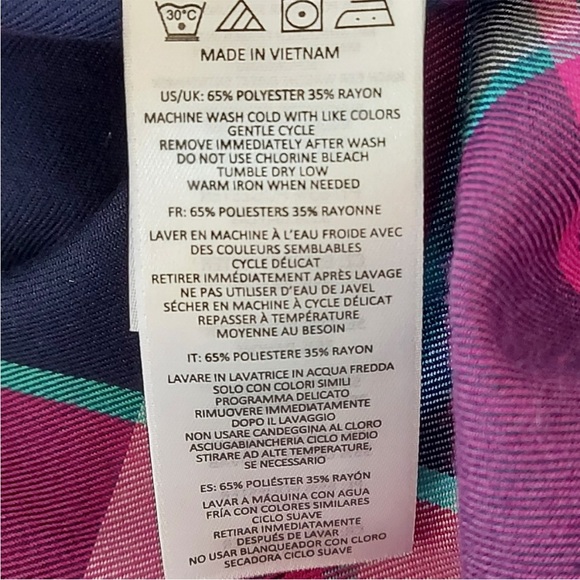 30°C
MADE IN VIETNAM
US/UK: 65% POLYESTER 35% RAYON
MACHINE WASH COLD WITH LIKE COLORS
GENTLE CYCLE
REMOVE IMMEDIATELY AFTER WASH
DO NOT USE CHLORINE BLEACH
TUMBLE DRY LOW
WARM IRON WHEN NEEDED
FR: 65% POLIESTERS 35% RAYONNE
LAVER EN MACHINE À L'EAU FROIDE AVEC
DES COULEURS SEMBLABLES
CYCLE DÉLICAT
RETIRER IMMÉDIATEMENT APRÈS LAVAGE
NE PAS UTILISER D'EAU DE JAVEL
SÉCHER EN MACHINE À CYCLE DÉLICAT
REPASSER À TEMPÉRATURE
MOYENNE AU BESOIN
IT: 65% POLIESTERE 35% RAYON
LAVARE IN LAVATRICE IN ACQUA FREDDA
SOLO CON COLORI SIMILI
PROGRAMMA DELICATO
RIMUOVERE IMMEDIATAMENTE
DOPO IL LAVAGGIO
NON USARE CANDEGGINA AL CLORO
ASCIUGABIANCHERIA CICLO MEDIO
STIRARE AD ALTE TEMPERATURE,
SE NECESSARIO
ES: 65% POLIÉSTER 35% RAYÓN
LAVAR A MÁQUINA CON AGUA
FRÍA CON COLORES SIMILARES
CICLO SUAVE
RETIRAR INMEDIATAMENTE
DESPUÉS DE LAVAR
NO USAR BLANQUEADOR CON CLORO
SECADORA CICLO SUAVE